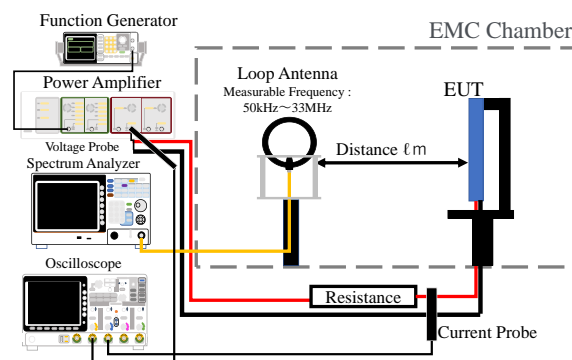 Function Generator
EMC Chamber
Power Amplifier
Loop Antenna
Measurable Frequency :
50kHz～33MHz
EUT
Voltage Probe
Distance ℓm
Spectrum Analyzer
Oscilloscope
Resistance
Current Probe